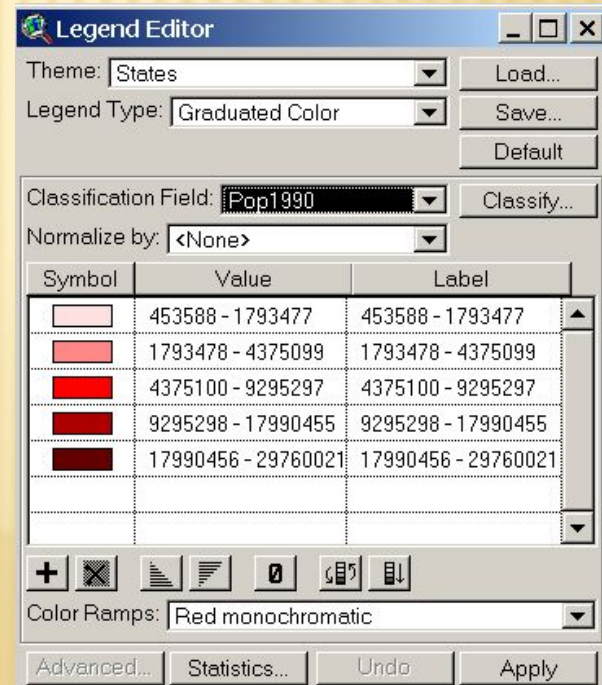 Legend Editor
Theme: States
Load...
Legend Type: Graduated Color
Save...
Default
Classification Field: Pop1990
Classify...
Normalize by: <None>
Symbol Value Label
453588 - 1793477 453588 - 1793477
1793478 - 4375099 1793478 - 4375099
4375100 - 9295297 4375100 - 9295297
9295298 - 17990455 9295298 - 17990455
17990456 - 29760021 17990456 - 29760021
0
Color Ramps: Red monochromatic
Advanced... Statistics... Undo Apply